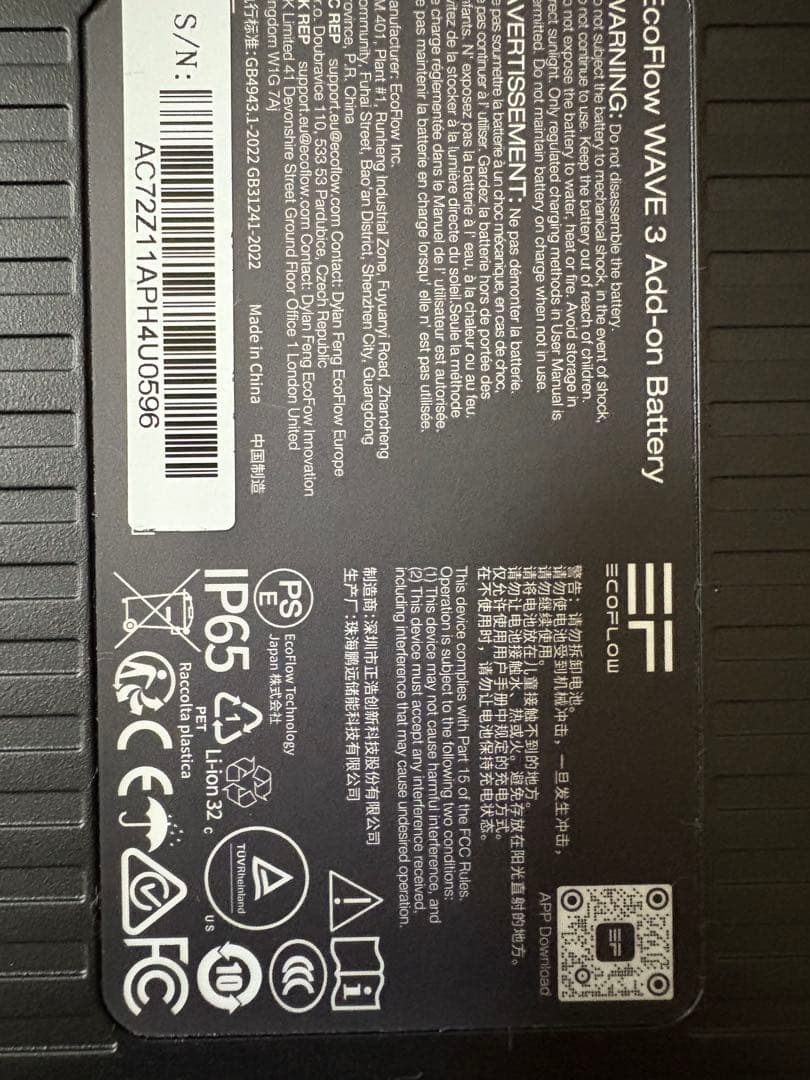 EcoFlow WAVE 3 Add-on Battery
WARNING: Do not disassemble the battery.
not subject the battery to mechanical shock, in the event of shock,
not continue to use. Keep the battery out of reach of children.
not expose the battery to water, heat or fire. Avoid storage in
sunlight. Only regulated charging methods in User Manual is
Do not maintain battery on charge when not in use.
AVERTISSEMENT: Ne pas démonter la batterie.
pas soumettre la batterie à un choc mécanique, en cas de choc,
pas continuer à l' utiliser. Gardez la batterie hors de portée des
N' exposez pas la batterie à l' eau, à la chaleur ou au feu.
de la stocker à la lumière directe du soleil.Seule la méthode
charge réglementée dans le Manuel de l' utilisateur est autorisée.
pas maintenir la batterie en charge lorsqu' elle n' est pas utilisée.
EcoFlow Inc.
401, Plant #1, Runheng Industrial Zone, Fuyuanyi Road, Zhancheng
Fuhai Street, Bao'an District, Shenzhen City, Guangdong
P.R. China
REP support.eu@ecoflow.com Contact: Dylan Feng EcoFlow Europe
Doubravice 110, 533 53 Pardubice, Czech Republic
REP support.eu@ecoflow.com Contact: Dylan Feng EcoFow Innovation
Limited 41 Devonshire Street Ground Floor Office 1 London United
W1G 7AJ
行标准:GB4943.1-2022 GB31241-2022 Made in China 中国制造
S/N:
AC72Z11APH4U0596
EF
ECOFLOW
APP Download
警告：请勿拆卸电池。
请勿使电池受到机械冲击，一旦发生冲击，
请勿继续使用。
请将电池放在儿童接触不到的地方。
请勿让电池接触水、热或火。避免存放在阳光直射的地方。
仅允许使用用户手册中规定的充电方式。
在不使用时，请勿让电池保持充电状态。
This device complies with Part 15 of the FCC Rules.
Operation is subject to the following two conditions:
(1) This device may not cause harmful interference, and
(2) This device must accept any interference received,
including interference that may cause undesired operation.
制造商：深圳市正浩创新科技股份有限公司
生产厂：珠海鹏远储能科技有限公司
PS
E
EcoFlow Technology
Japan 株式会社
IP65
1
PET
Raccolta plastica
Li-ion 32
TÜVRheinland
C
US
CCC
i
10
CE
FC